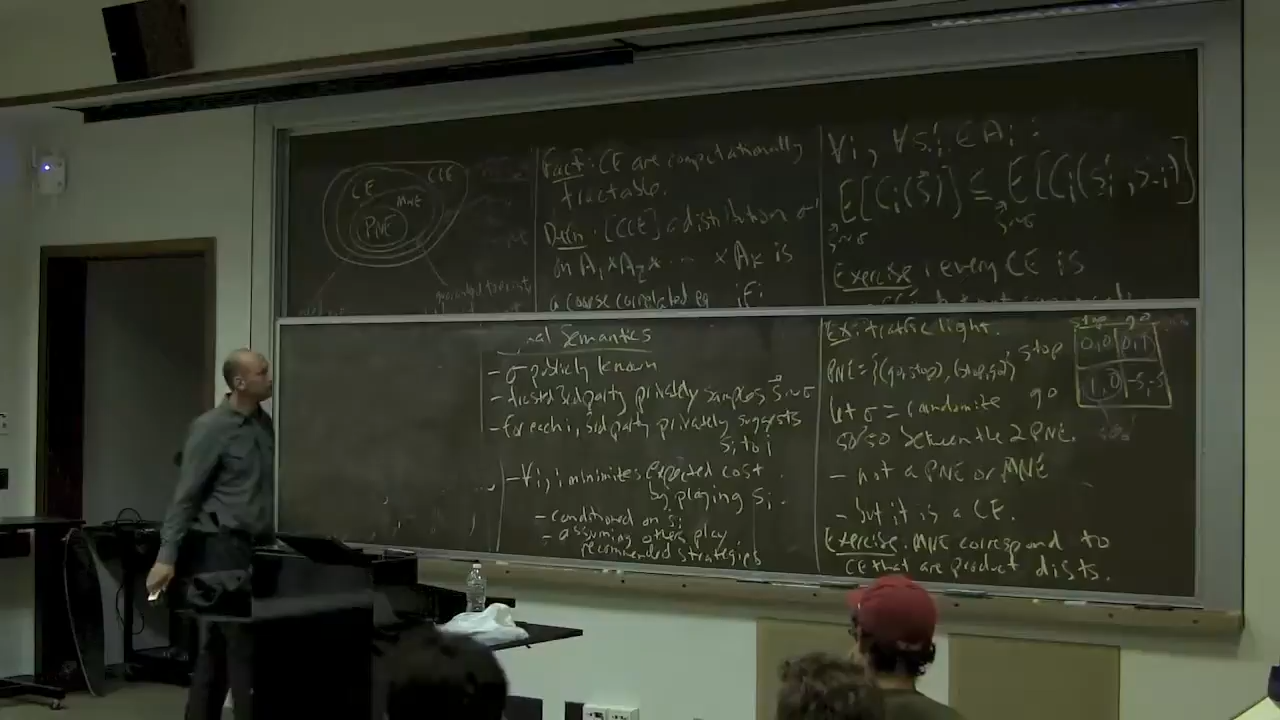 CE
CCE
MNE
PNE
Fact: CE are computationally
tractable.
Defn: [CCE] a distribution σ
on A₁ × A₂ × ... × Aₖ is
a coarse correlated eq. if:
∀i, ∀s'ᵢ ∈ Aᵢ:
E[Cᵢ(s⃗)] ≤ E[Cᵢ(s'ᵢ, s₋ᵢ)]
s⃗~σ s⃗~σ
Exercise: every CE is
Semantics
- σ publicly known
- trusted 3rd party privately samples s⃗~σ
- for each i, 3rd party privately suggests
sᵢ to i
- ∀i, i minimizes expected cost
by playing sᵢ.
- conditioned on sᵢ
- assuming others play
recommended strategies
Ex: traffic light.
PNE = {(go,stop), (stop,go)}
let σ = randomize
50/50 between the 2 PNE.
- not a PNE or MNE
- but it is a CE.
Exercise: MNE correspond to
CE that are product dists.
stop go
stop 0,0 0,1
go 1,0 -5,-5